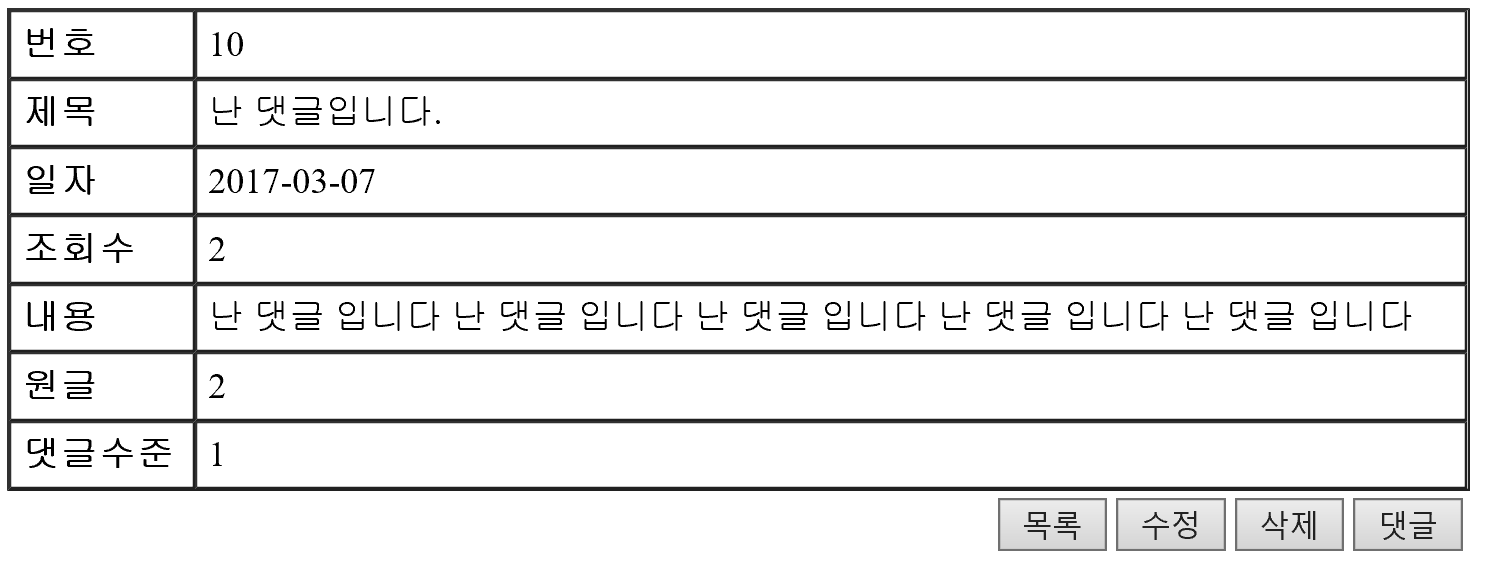 번호 10
제목 난 댓글입니다.
일자 2017-03-07
조회수 2
내용 난 댓글 입니다 난 댓글 입니다 난 댓글 입니다 난 댓글 입니다 난 댓글 입니다
원글 2
댓글수준 1
목록 수정 삭제 댓글